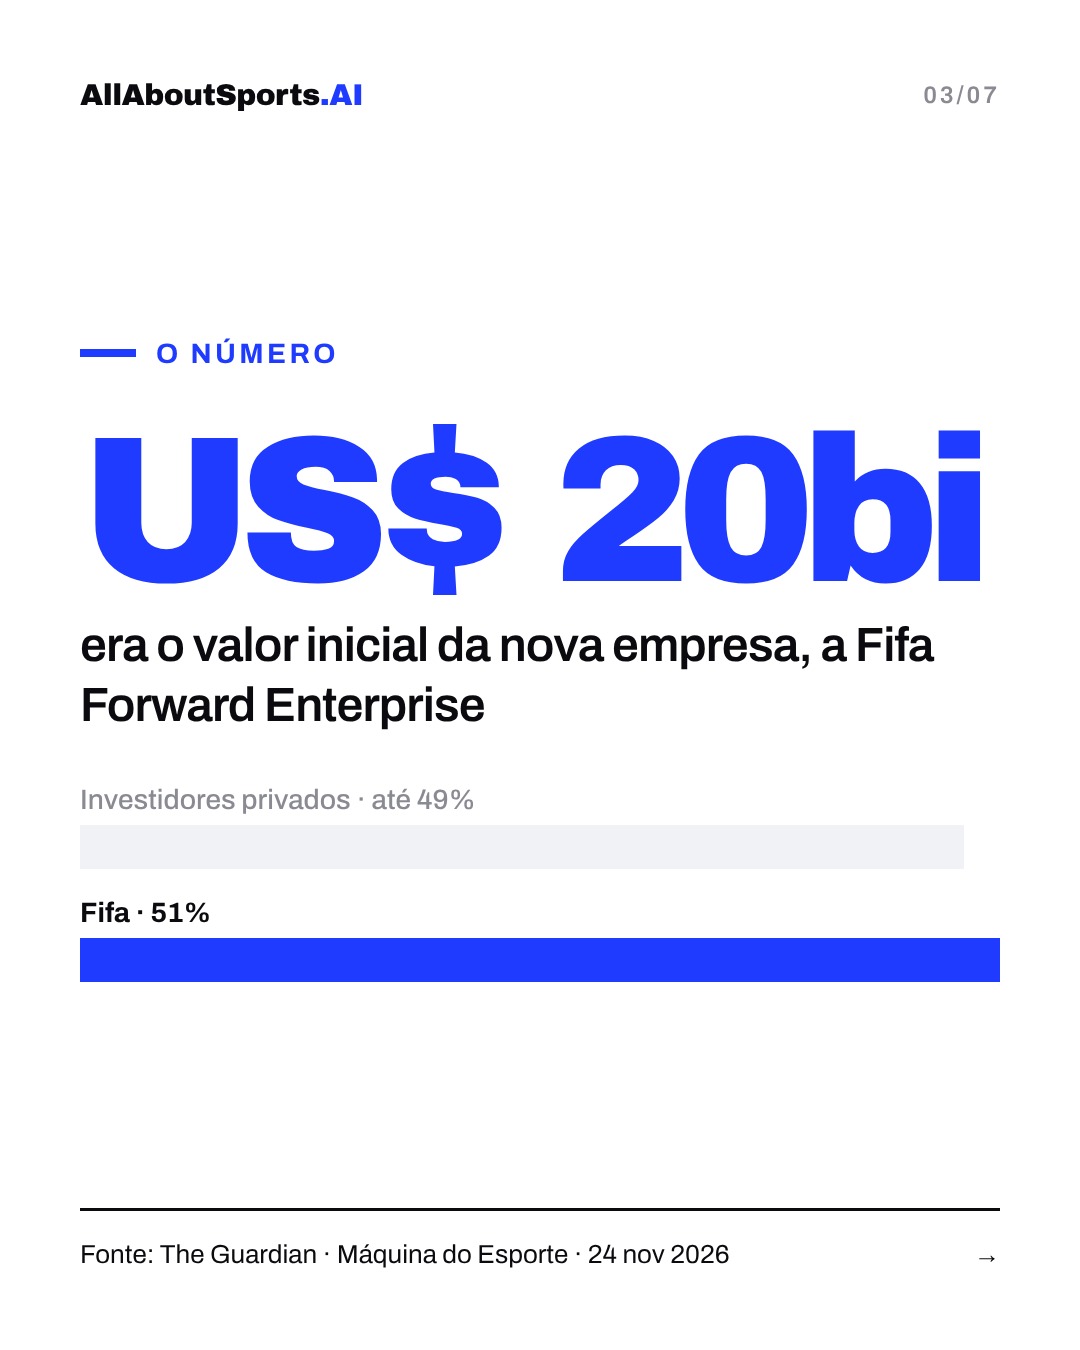 AllAboutSports.AI
03/07
O NÚMERO
US$ 20bi
era o valor inicial da nova empresa, a Fifa
Forward Enterprise
Investidores privados · até 49%
Fifa · 51%
Fonte: The Guardian · Máquina do Esporte · 24 nov 2026
→